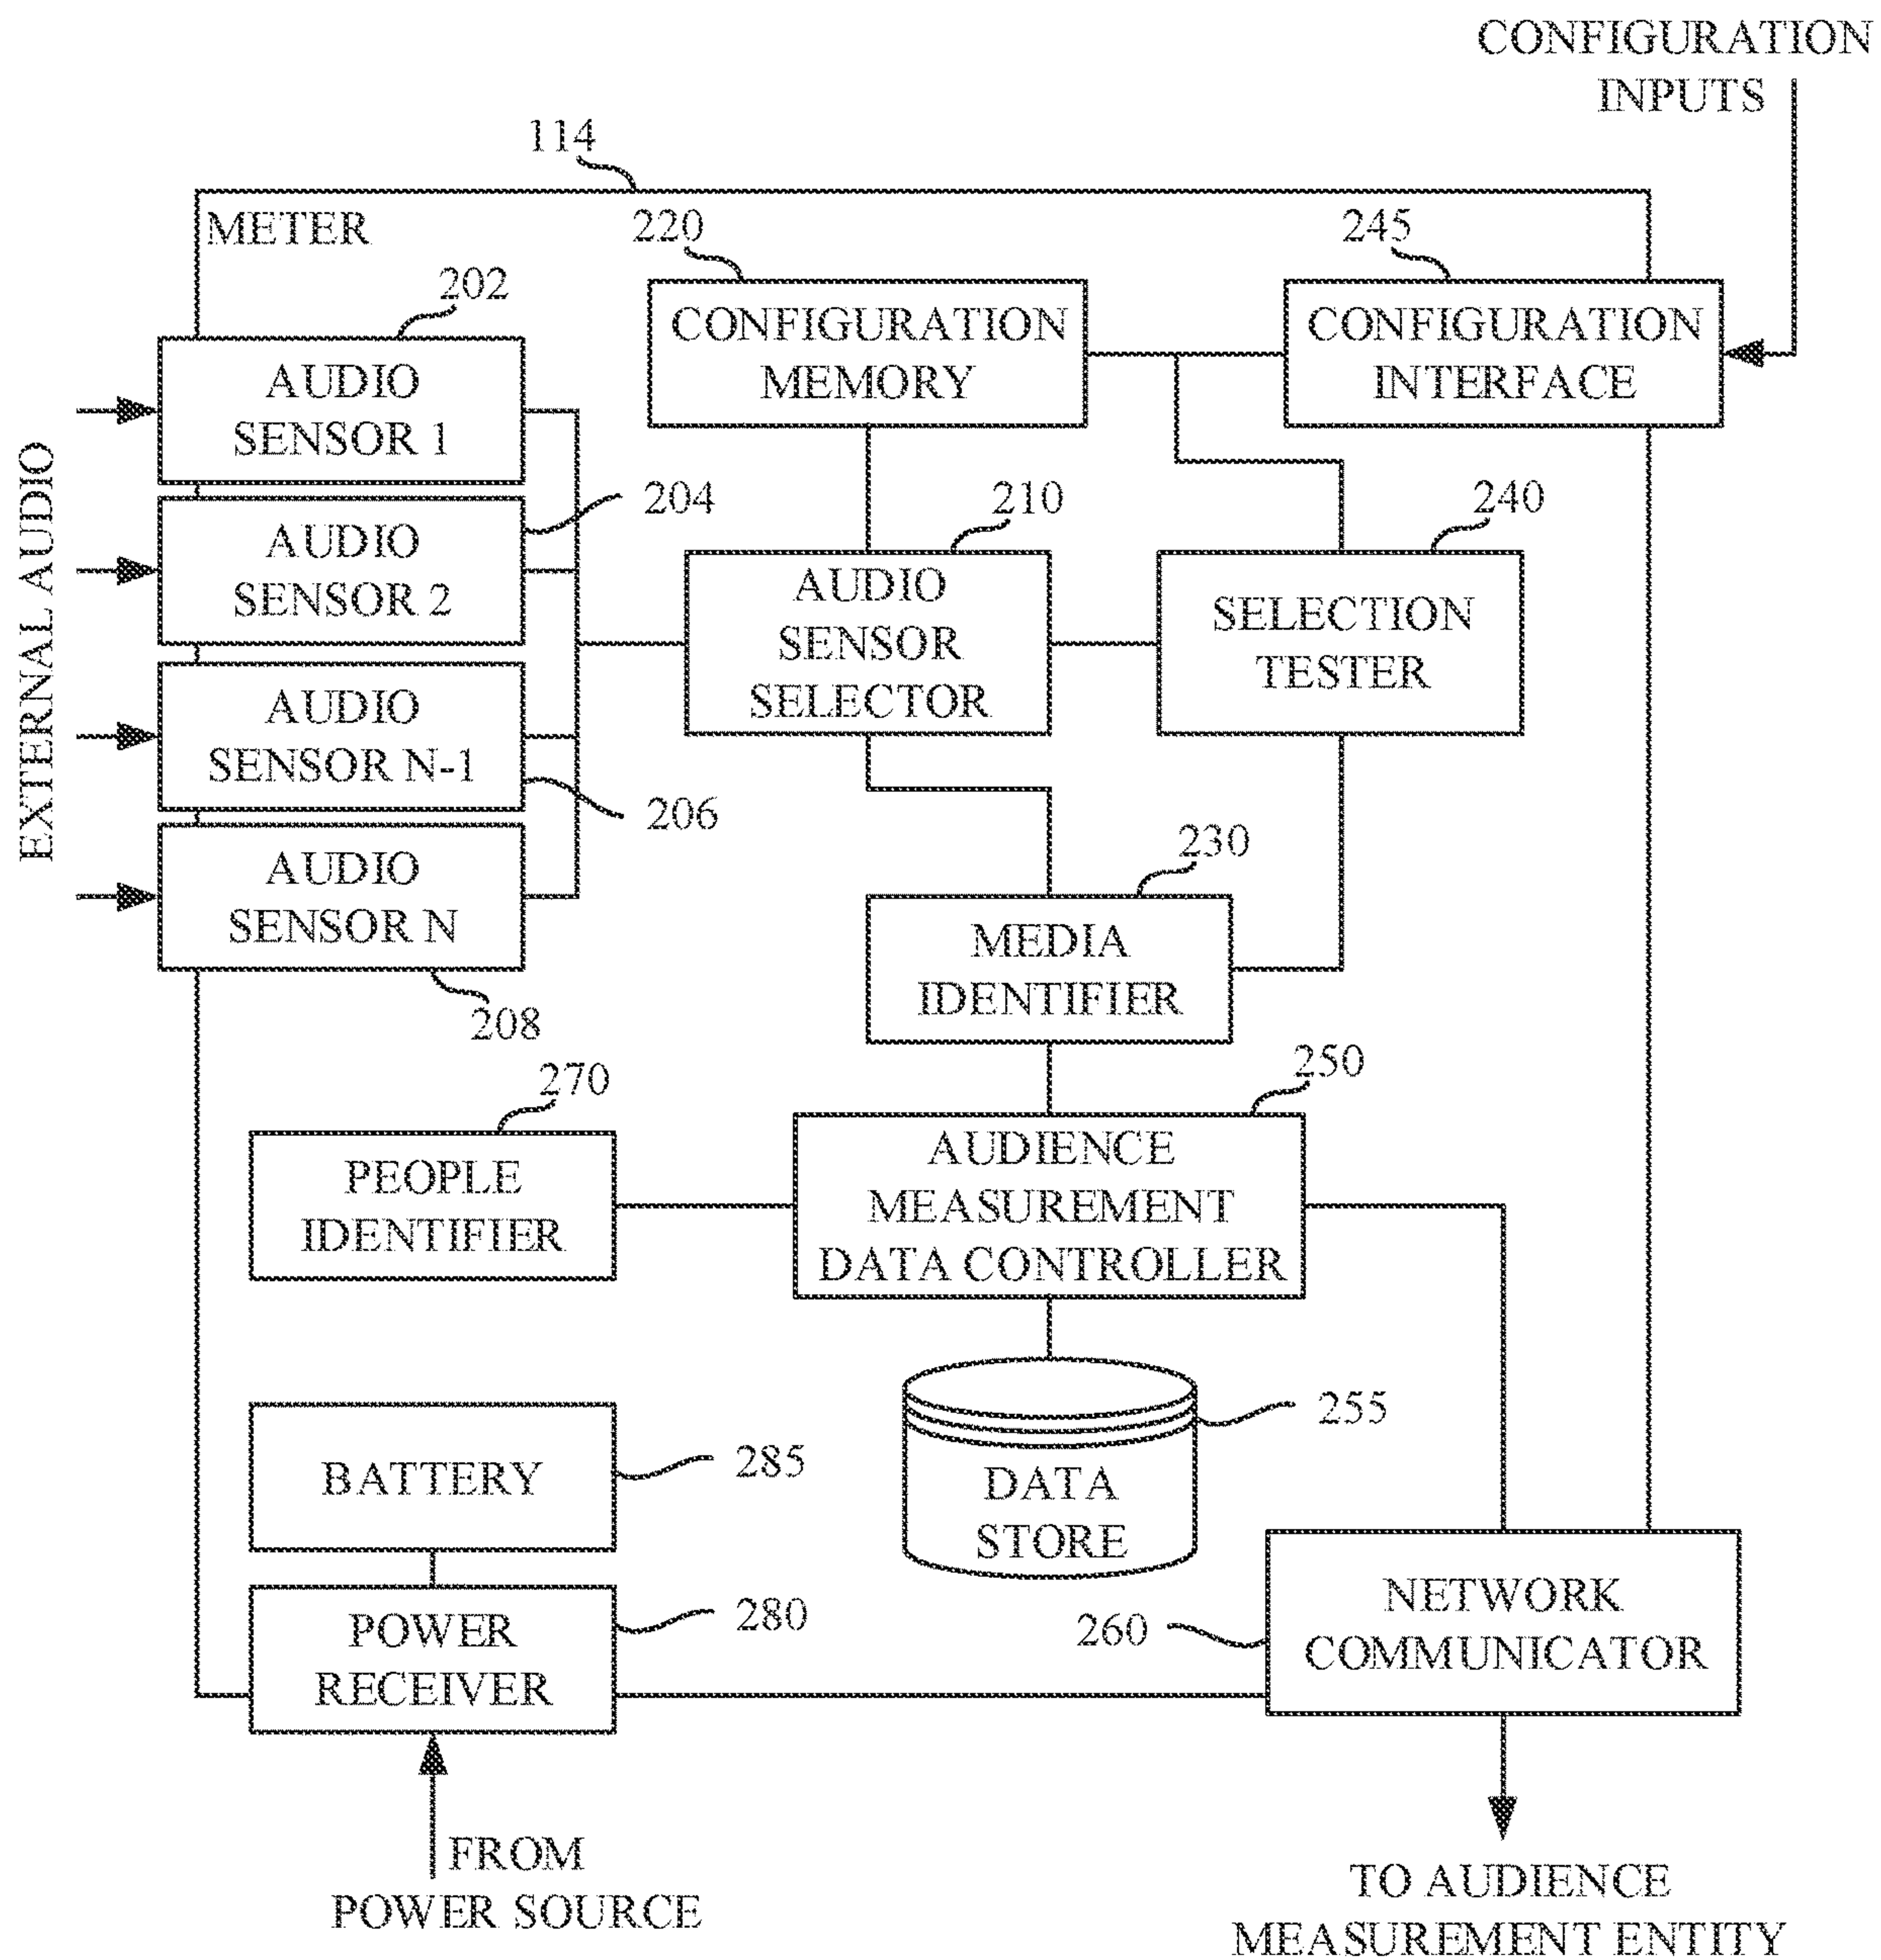 CONFIGURATION
INPUTS
114
METER
220
245
202
CONFIGURATION
MEMORY
CONFIGURATION
INTERFACE
AUDIO
SENSOR 1
EXTERNAL AUDIO
204
210
240
AUDIO
SENSOR 2
AUDIO
SENSOR
SELECTOR
SELECTION
TESTER
AUDIO
SENSOR N-1
206
230
AUDIO
SENSOR N
208
MEDIA
IDENTIFIER
270
250
PEOPLE
IDENTIFIER
AUDIENCE
MEASUREMENT
DATA CONTROLLER
255
BATTERY
285
DATA
STORE
POWER
RECEIVER
280
260
NETWORK
COMMUNICATOR
FROM
POWER SOURCE
TO AUDIENCE
MEASUREMENT ENTITY